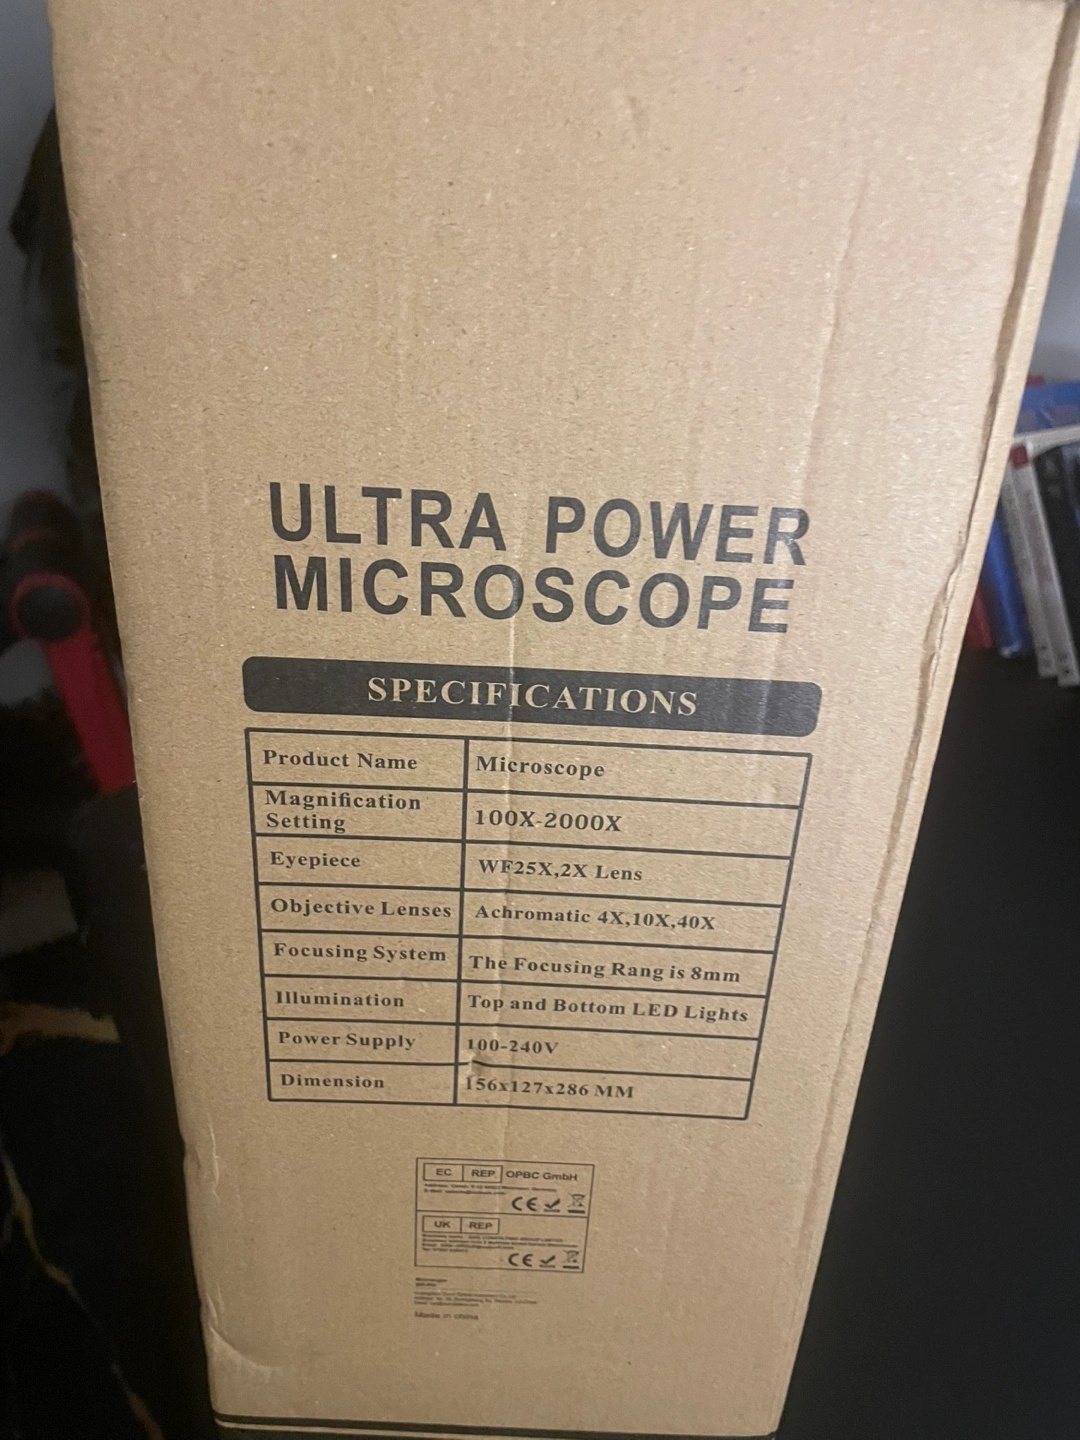 ULTRA POWER
MICROSCOPE
SPECIFICATIONS
Product Name Microscope
Magnification
Setting 100X-2000X
Eyepiece WF25X,2X Lens
Objective Lenses Achromatic 4X,10X,40X
Focusing System The Focusing Rang is 8mm
Illumination Top and Bottom LED Lights
Power Supply 100-240V
Dimension 156x127x286 MM
EC REP OPBC GmbH
CE
UK REP
CE
Made in china